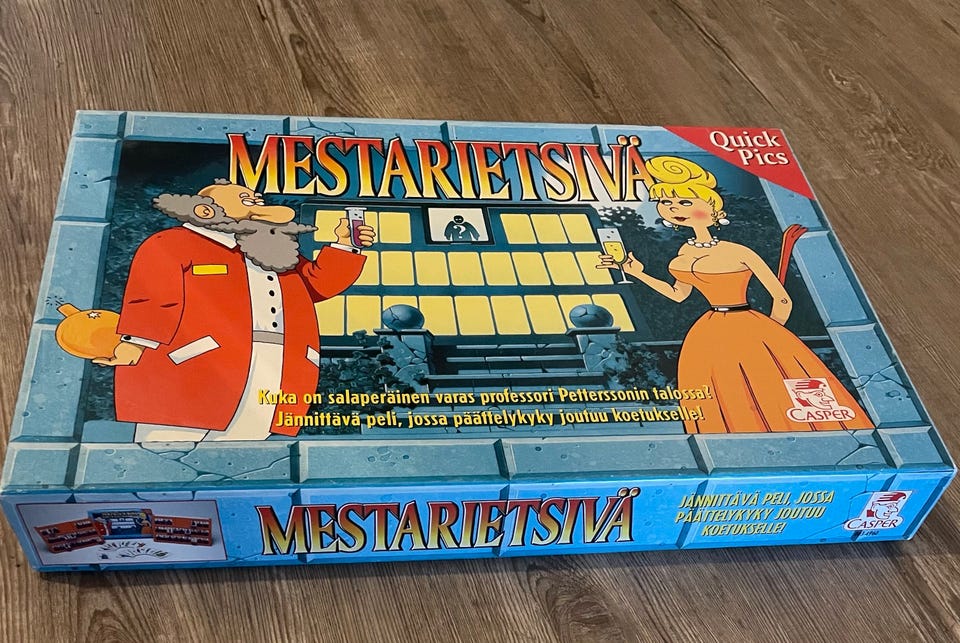 Quick
Pics
MESTARIETSIVÄ
Kuka on salaperäinen varas professori Petterssonin talossa?
Jännittävä peli, jossa päättelykyky joutuu koetukselle!
CASPER
MESTARIETSIVÄ
JÄNNITTÄVÄ PELI, JOSSA
PÄÄTTELYKYKY JOUTUU
KOETUKSELLE!
CASPER